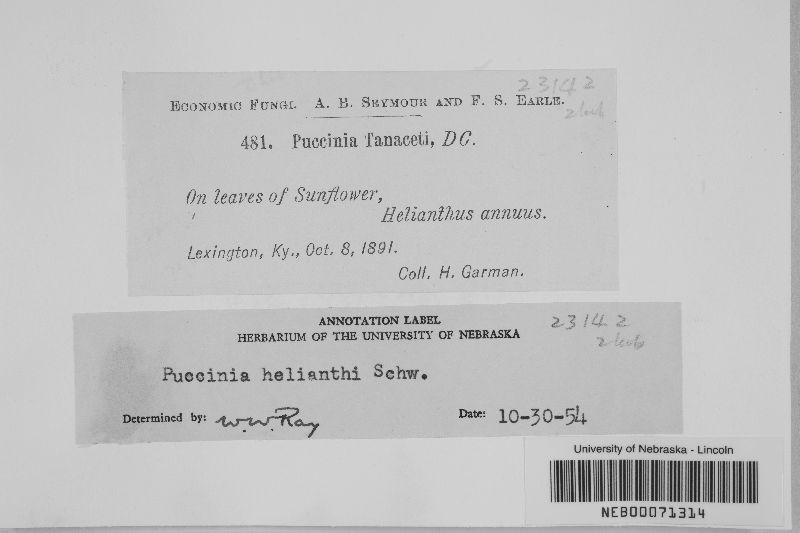 23142
ECONOMIC FUNGI. A. B. SEYMOUR AND F. S. EARLE.
481. Puccinia Tanaceti, DC.
On leaves of Sunflower,
Helianthus annuus.
Lexington, Ky., Oct. 8, 1891.
Coll. H. Garman.
ANNOTATION LABEL
23142
HERBARIUM OF THE UNIVERSITY OF NEBRASKA
Puccinia helianthi Schw.
Determined by: W.W. Ray Date: 10-30-54
University of Nebraska - Lincoln
NEB00071314